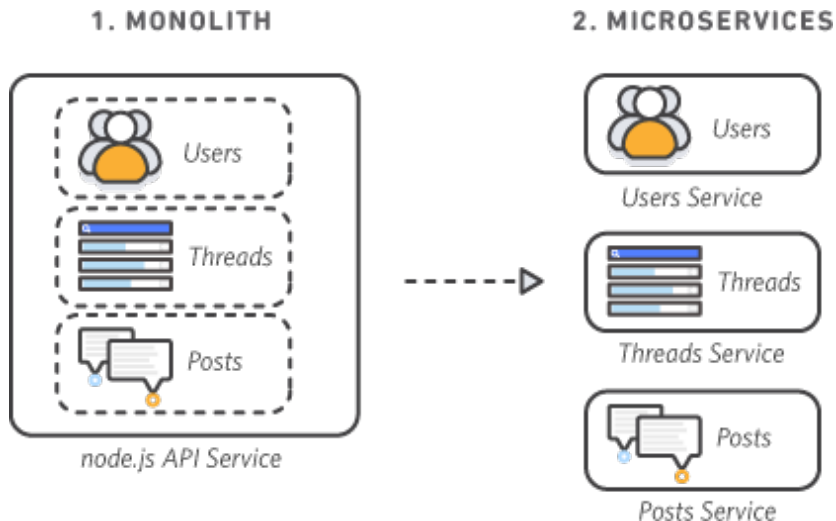 1. MONOLITH
Users
Threads
Posts
node.js API Service
2. MICROSERVICES
Users
Users Service
Threads
Threads Service
Posts
Posts Service